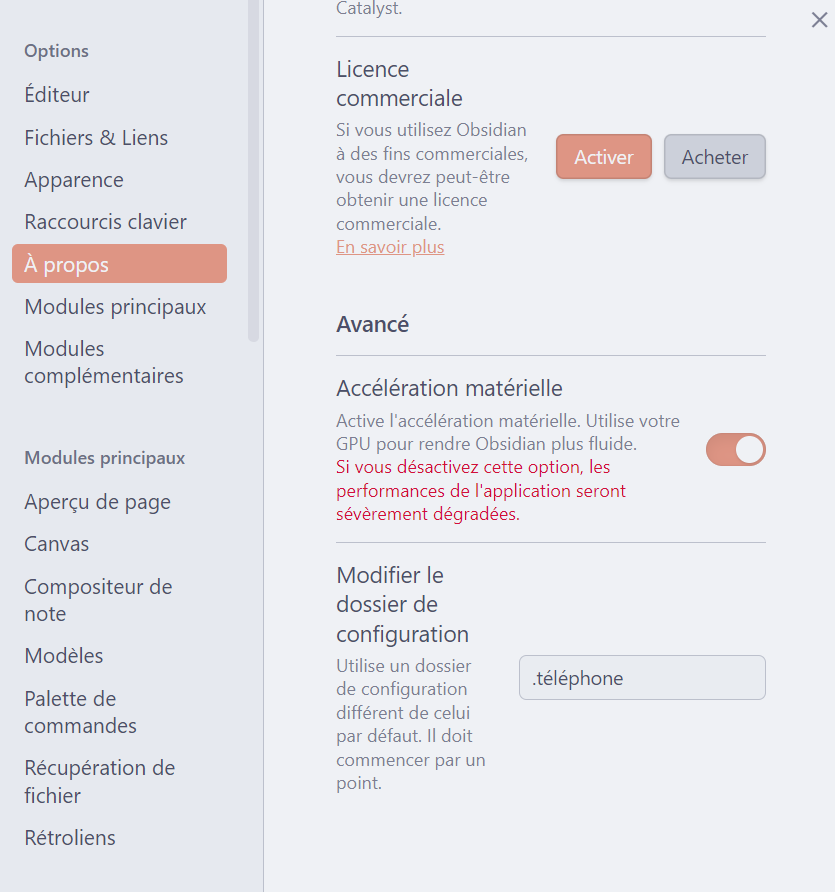 Options
Éditeur
Fichiers & Liens
Apparence
Raccourcis clavier
À propos
Modules principaux
Modules
complémentaires
Modules principaux
Aperçu de page
Canvas
Compositeur de
note
Modèles
Palette de
commandes
Récupération de
fichier
Rétroliens
Catalyst.
Licence
commerciale
Si vous utilisez Obsidian
à des fins commerciales,
vous devrez peut-être
obtenir une licence
commerciale.
En savoir plus
Activer
Acheter
Avancé
Accélération matérielle
Active l'accélération matérielle. Utilise votre
GPU pour rendre Obsidian plus fluide.
Si vous désactivez cette option, les
performances de l'application seront
sévèrement dégradées.
Modifier le
dossier de
configuration
Utilise un dossier
de configuration
différent de celui
par défaut. Il doit
commencer par un
point.
.téléphone